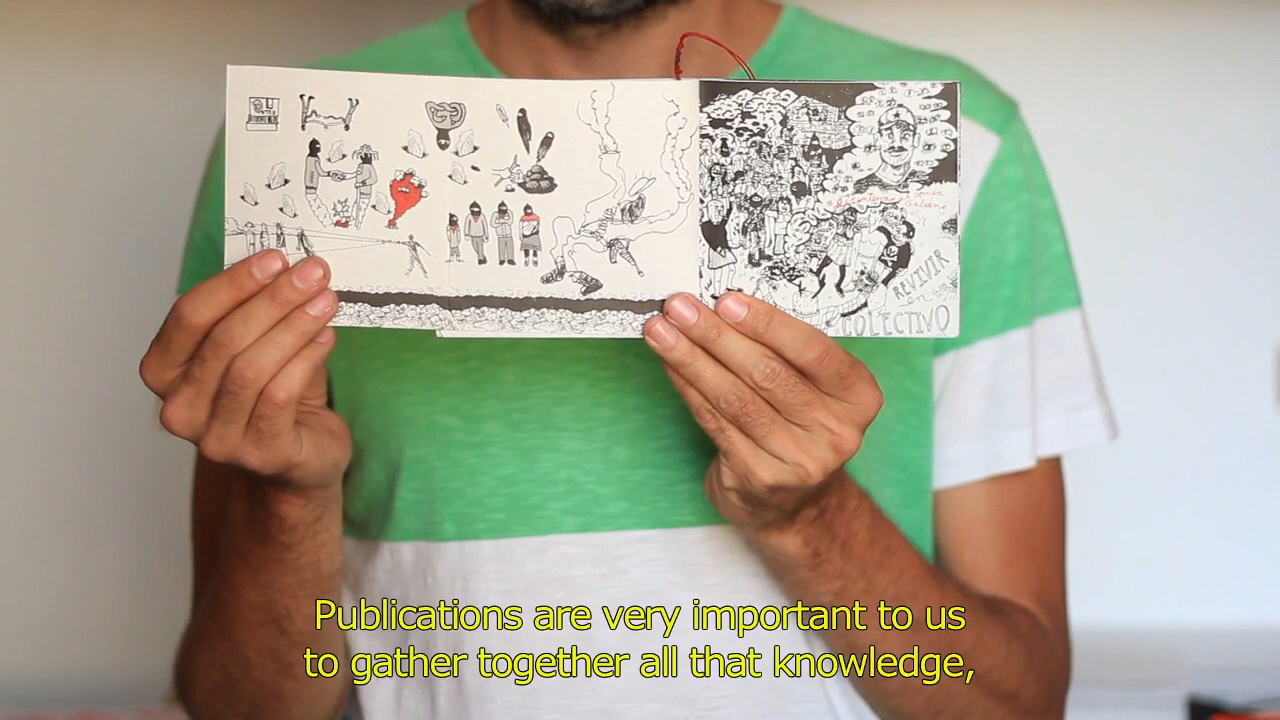 REVIVIR
en
COLECTIVO
Publications are very important to us
to gather together all that knowledge,